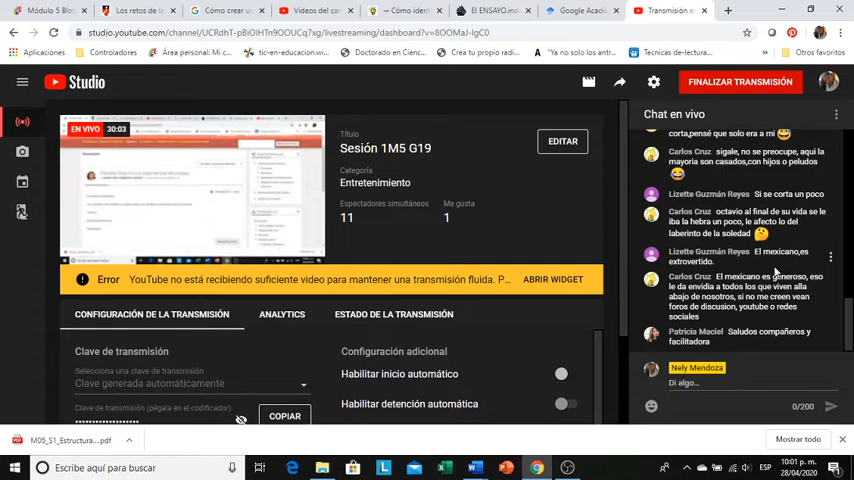 Módulo 5 Bloq
Los retos de la
Cómo crear un
Videos del can
— Cómo identi
El ENSAYO.ind
Google Acadé
Transmisión e
studio.youtube.com/channel/UCRdhT-pBiOIHTn9OOUCq7xg/livestreaming/dashboard?v=8OOMaJ-IgC0
Aplicaciones
Controladores
Área personal: Mi...
tic-en-educacion.wi...
Doctorado en Cienc...
Crea tu propio radi...
"Ya no solo los antr...
Tecnicas de-lectura...
Otros favoritos
Studio
FINALIZAR TRANSMISIÓN
EN VIVO 30:03
Título
Sesión 1M5 G19
EDITAR
Categoría
Entretenimiento
Espectadores simultáneos
Me gusta
11
1
Error
YouTube no está recibiendo suficiente video para mantener una transmisión fluida. P...
ABRIR WIDGET
CONFIGURACIÓN DE LA TRANSMISIÓN
ANALYTICS
ESTADO DE LA TRANSMISIÓN
Clave de transmisión
Selecciona una clave de transmisión
Clave generada automáticamente
Clave de transmisión (pégala en el codificador)
COPIAR
Configuración adicional
Habilitar inicio automático
Habilitar detención automática
Chat en vivo
corta,pensé que solo era a mi
Carlos Cruz sigale, no se preocupe, aqui la
mayoria son casados,con hijos o peludos
Lizette Guzmán Reyes Si se corta un poco
Carlos Cruz octavio al final de su vida se le
iba la hebra un poco, le afecto lo del
laberinto de la soledad
Lizette Guzmán Reyes El mexicano,es
extrovertido.
Carlos Cruz El mexicano es generoso, eso
le da envidia a todos los que viven alla
abajo de nosotros, si no me creen vean
foros de discusion, youtube o redes
sociales
Patricia Maciel Saludos compañeros y
facilitadora
Nely Mendoza
Di algo...
0/200
M05_S1_Estructura....pdf
Mostrar todo
Escribe aquí para buscar
ESP
10:01 p. m.
28/04/2020